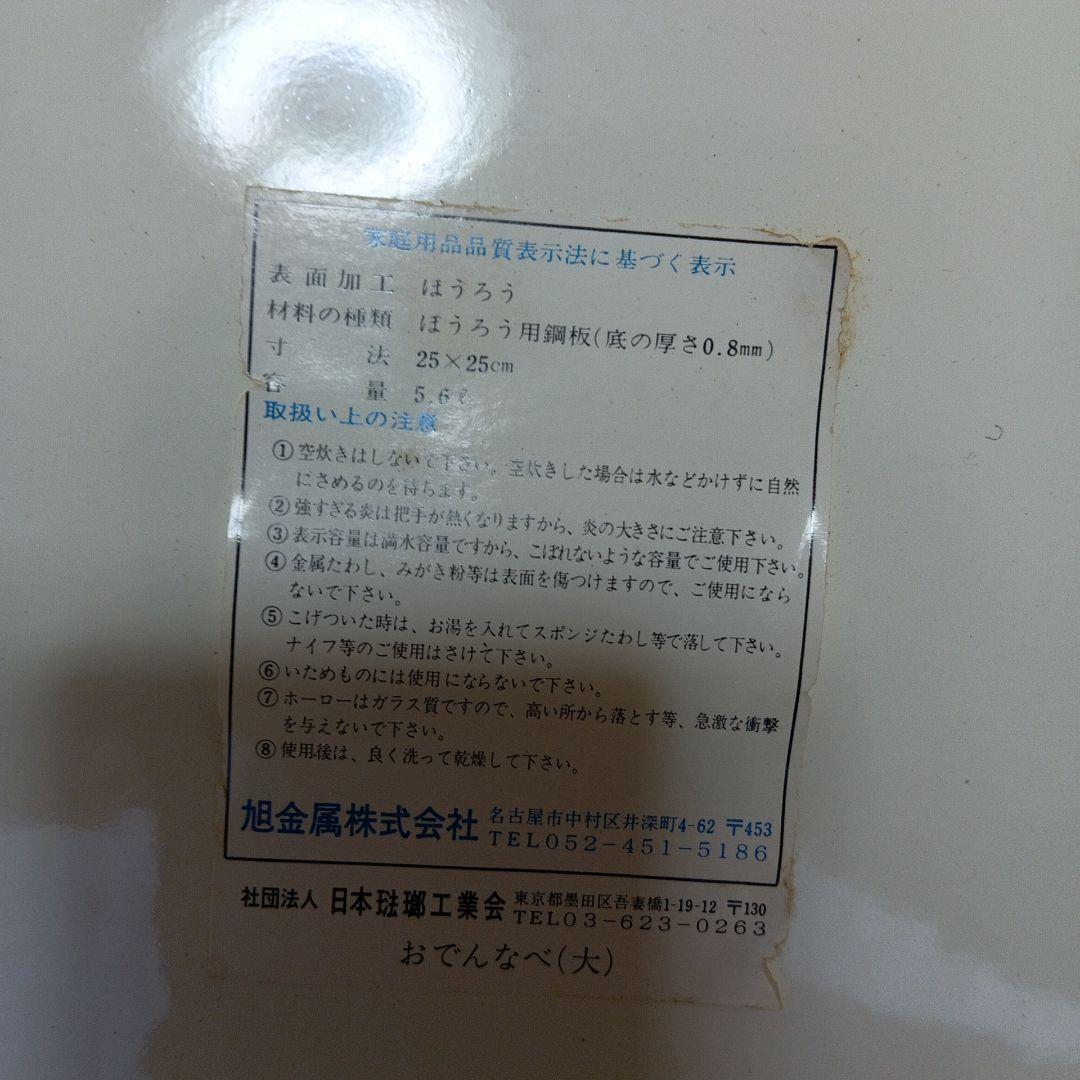 家庭用品品質表示法に基づく表示
表面加工 ほうろう
材料の種類 ほうろう用鋼板(底の厚さ0.8mm)
寸法 25×25cm
容量 5.6ℓ
取扱い上の注意
①空炊きはしないで下さい。空炊きした場合は水などかけずに自然
にさめるのを待ちます。
②強すぎる炎は把手が熱くなりますから、炎の大きさにご注意下さい。
③表示容量は満水容量ですから、こぼれないような容量でご使用下さい。
④金属たわし、みがき粉等は表面を傷つけますので、ご使用になら
ないで下さい。
⑤こげついた時は、お湯を入れてスポンジたわし等で落して下さい。
ナイフ等のご使用はさけて下さい。
⑥いためものには使用にならないで下さい。
⑦ホーローはガラス質ですので、高い所から落とす等、急激な衝撃
を与えないで下さい。
⑧使用後は、良く洗って乾燥して下さい。
旭金属株式会社 名古屋市中村区井深町4-62 〒453
TEL052-451-5186
社団法人 日本琺瑯工業会 東京都墨田区吾妻橋1-19-12 〒130
TEL03-623-0263
おでんなべ(大)